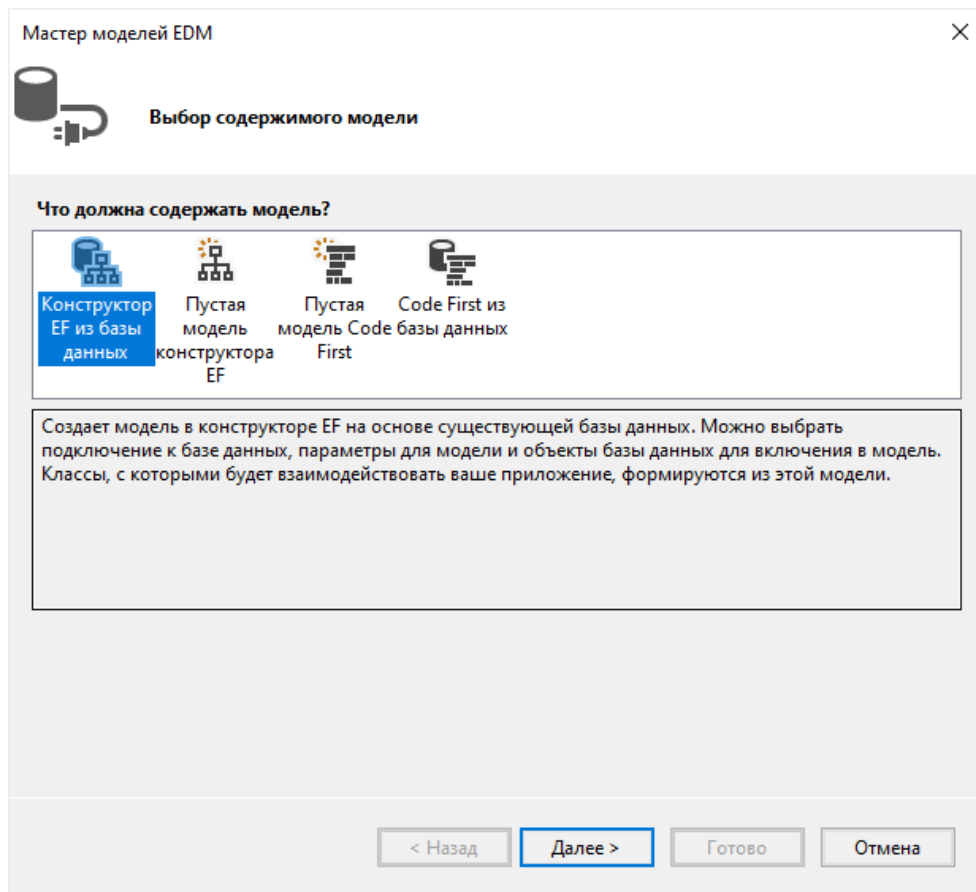 Мастер моделей EDM
Выбор содержимого модели
Что должна содержать модель?
Конструктор
EF из базы
данных
Пустая
модель
конструктора
EF
Пустая
модель Code
First
Code First из
базы данных
Создает модель в конструкторе EF на основе существующей базы данных. Можно выбрать
подключение к базе данных, параметры для модели и объекты базы данных для включения в модель.
Классы, с которыми будет взаимодействовать ваше приложение, формируются из этой модели.
< Назад
Далее >
Готово
Отмена